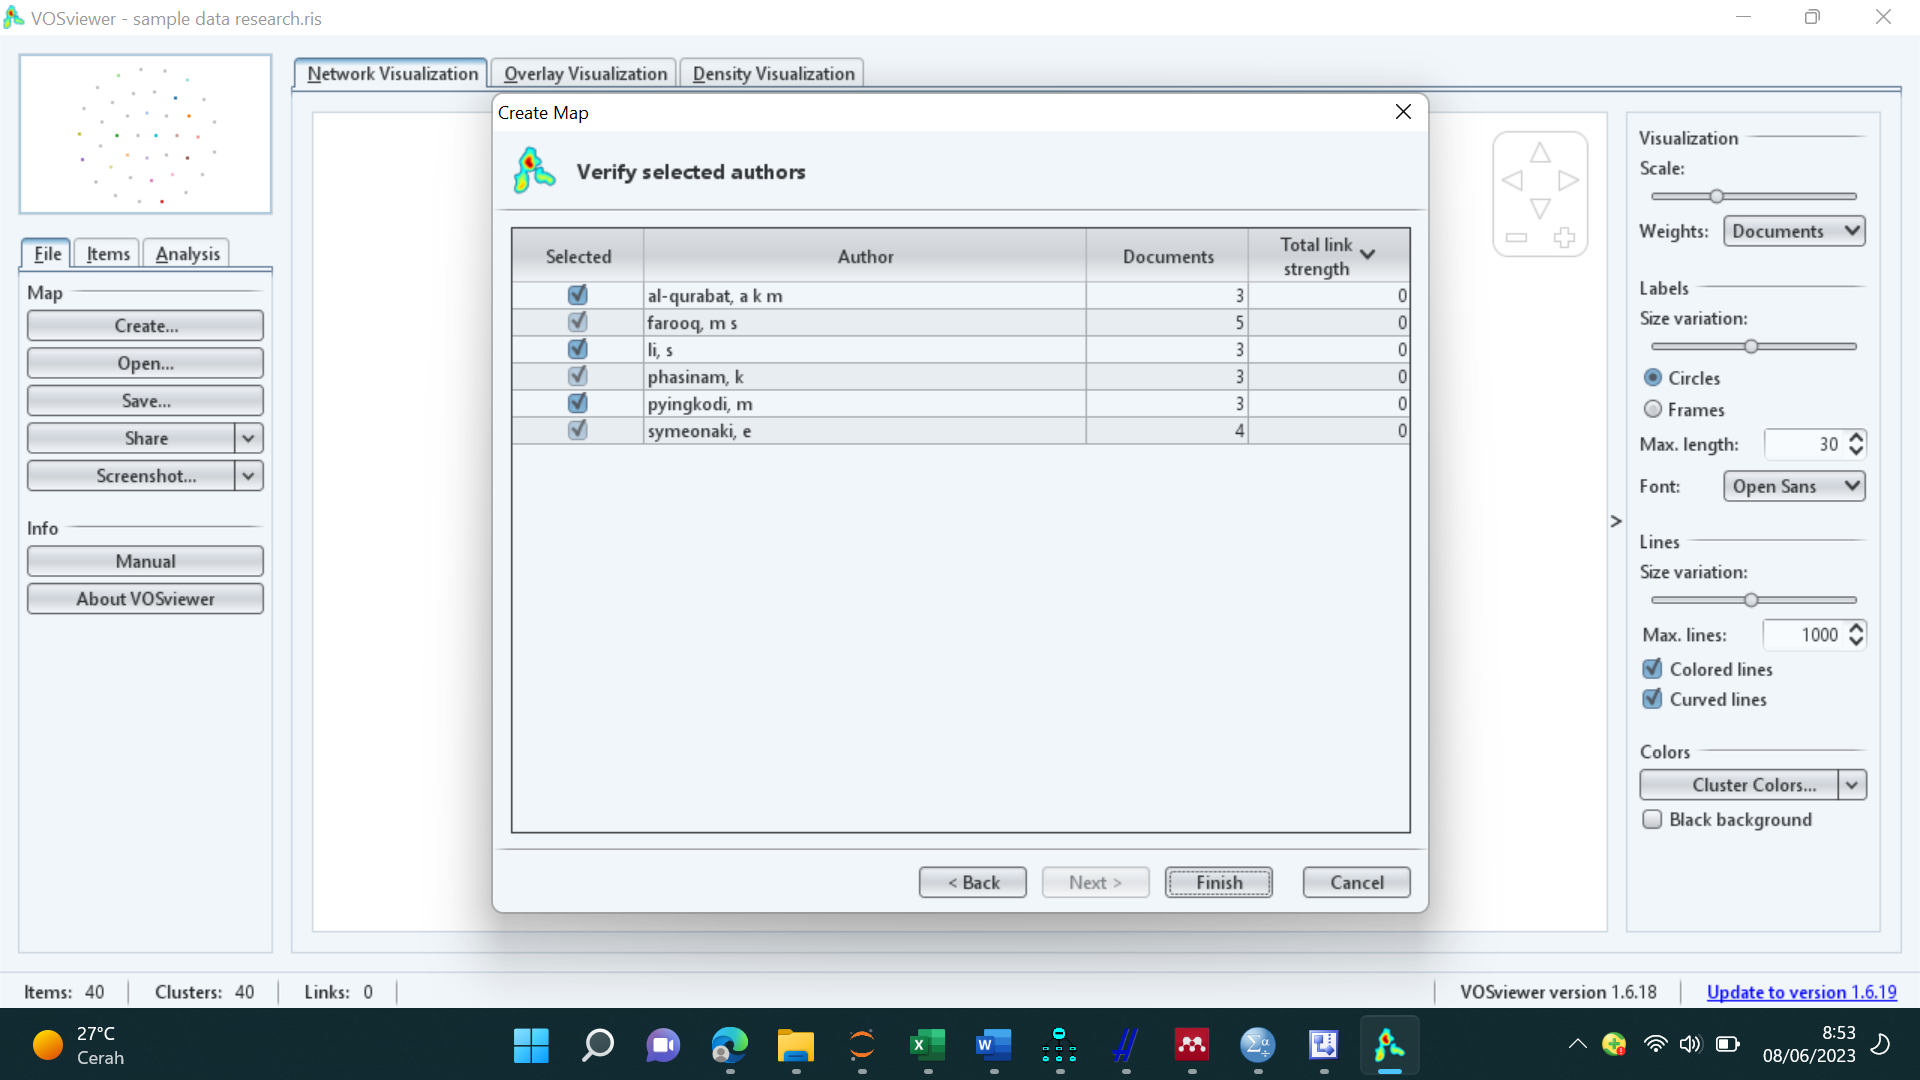 VOSviewer - sample data research.ris
Network Visualization
Overlay Visualization
Density Visualization
File
Items
Analysis
Map
Create...
Open...
Save...
Share
Screenshot...
Info
Manual
About VOSviewer
Create Map
Verify selected authors
Selected Author Documents Total link strength
al-qurabat, a k m 3 0
farooq, m s 5 0
li, s 3 0
phasinam, k 3 0
pyingkodi, m 3 0
symeonaki, e 4 0
< Back
Next >
Finish
Cancel
Visualization
Scale:
Weights: Documents
Labels
Size variation:
Circles
Frames
Max. length: 30
Font: Open Sans
Lines
Size variation:
Max. lines: 1000
Colored lines
Curved lines
Colors
Cluster Colors...
Black background
Items: 40
Clusters: 40
Links: 0
VOSviewer version 1.6.18
Update to version 1.6.19
27°C
Cerah
8:53
08/06/2023